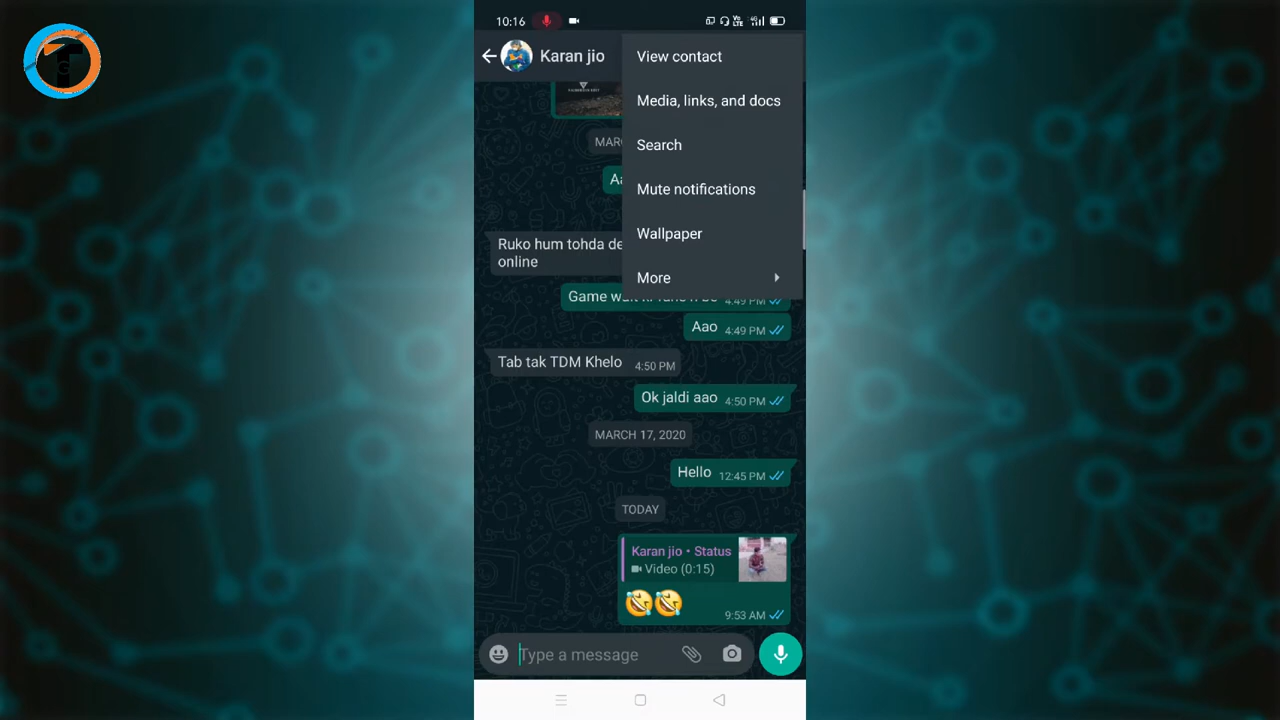 10:16
Karan jio
View contact
Media, links, and docs
Search
Mute notifications
Wallpaper
More
Ruko hum tohda
online
Game
4:49 PM
Aao 4:49 PM
Tab tak TDM Khelo 4:50 PM
Ok jaldi aao 4:50 PM
MARCH 17, 2020
Hello 12:45 PM
TODAY
Karan jio • Status
Video (0:15)
🤣🤣
9:53 AM
Type a message